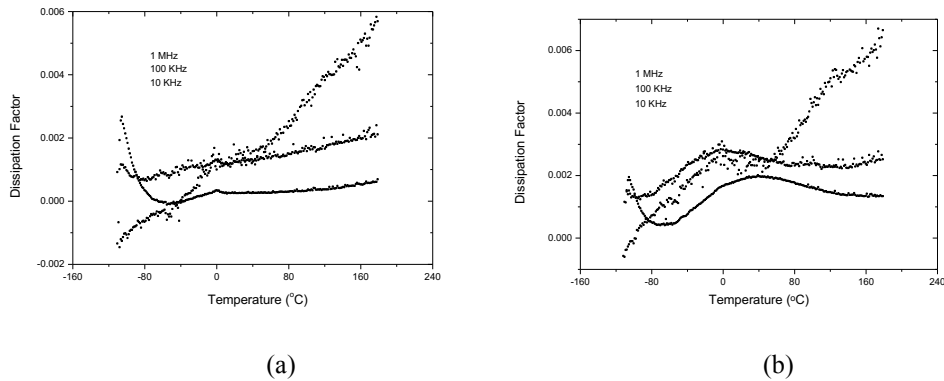 0.006
0.004
0.002
0.000
-0.002
Dissipation Factor
1 MHz
100 KHz
10 KHz
-160
-80
0
80
160
240
Temperature (°C)
(a)
0.006
0.004
0.002
0.000
Dissipation Factor
1 MHz
100 KHz
10 KHz
-160
-80
0
80
160
240
Temperature (oC)
(b)